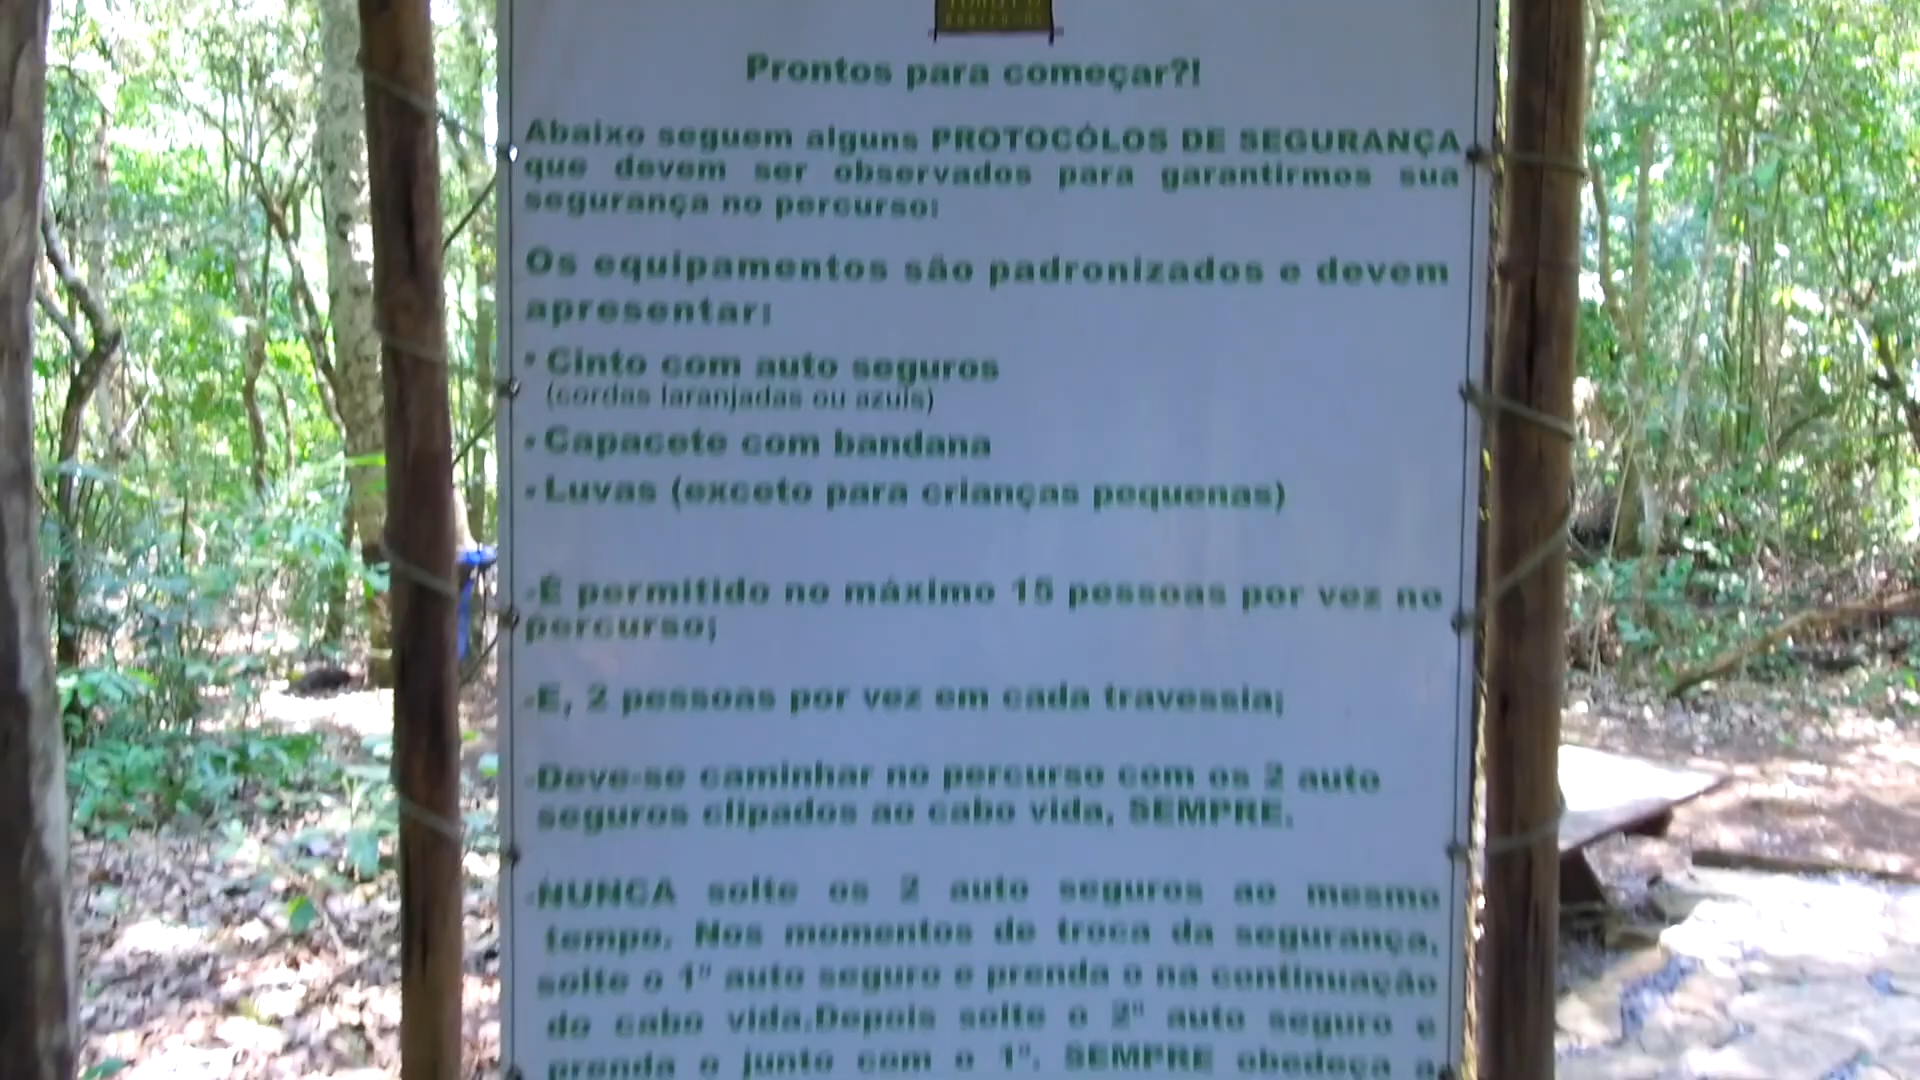 Prontos para começar?!
Abaixo seguem alguns PROTOCÓLOS DE SEGURANÇA
que devem ser observados para garantirmos sua
segurança no percurso:
Os equipamentos são padronizados e devem
apresentar:
• Cinto com auto seguros
(cordas laranjadas ou azuis)
• Capacete com bandana
• Luvas (exceto para crianças pequenas)
-É permitido no máximo 15 pessoas por vez no
percurso;
-E, 2 pessoas por vez em cada travessia;
-Deve-se caminhar no percurso com os 2 auto
seguros clipados ao cabo vida, SEMPRE.
-NUNCA solte os 2 auto seguros ao mesmo
tempo. Nos momentos de troca da segurança,
solte o 1º auto seguro e prenda o na continuação
do cabo vida.Depois solte o 2º auto seguro e
prenda o junto com o 1º. SEMPRE obedeça a